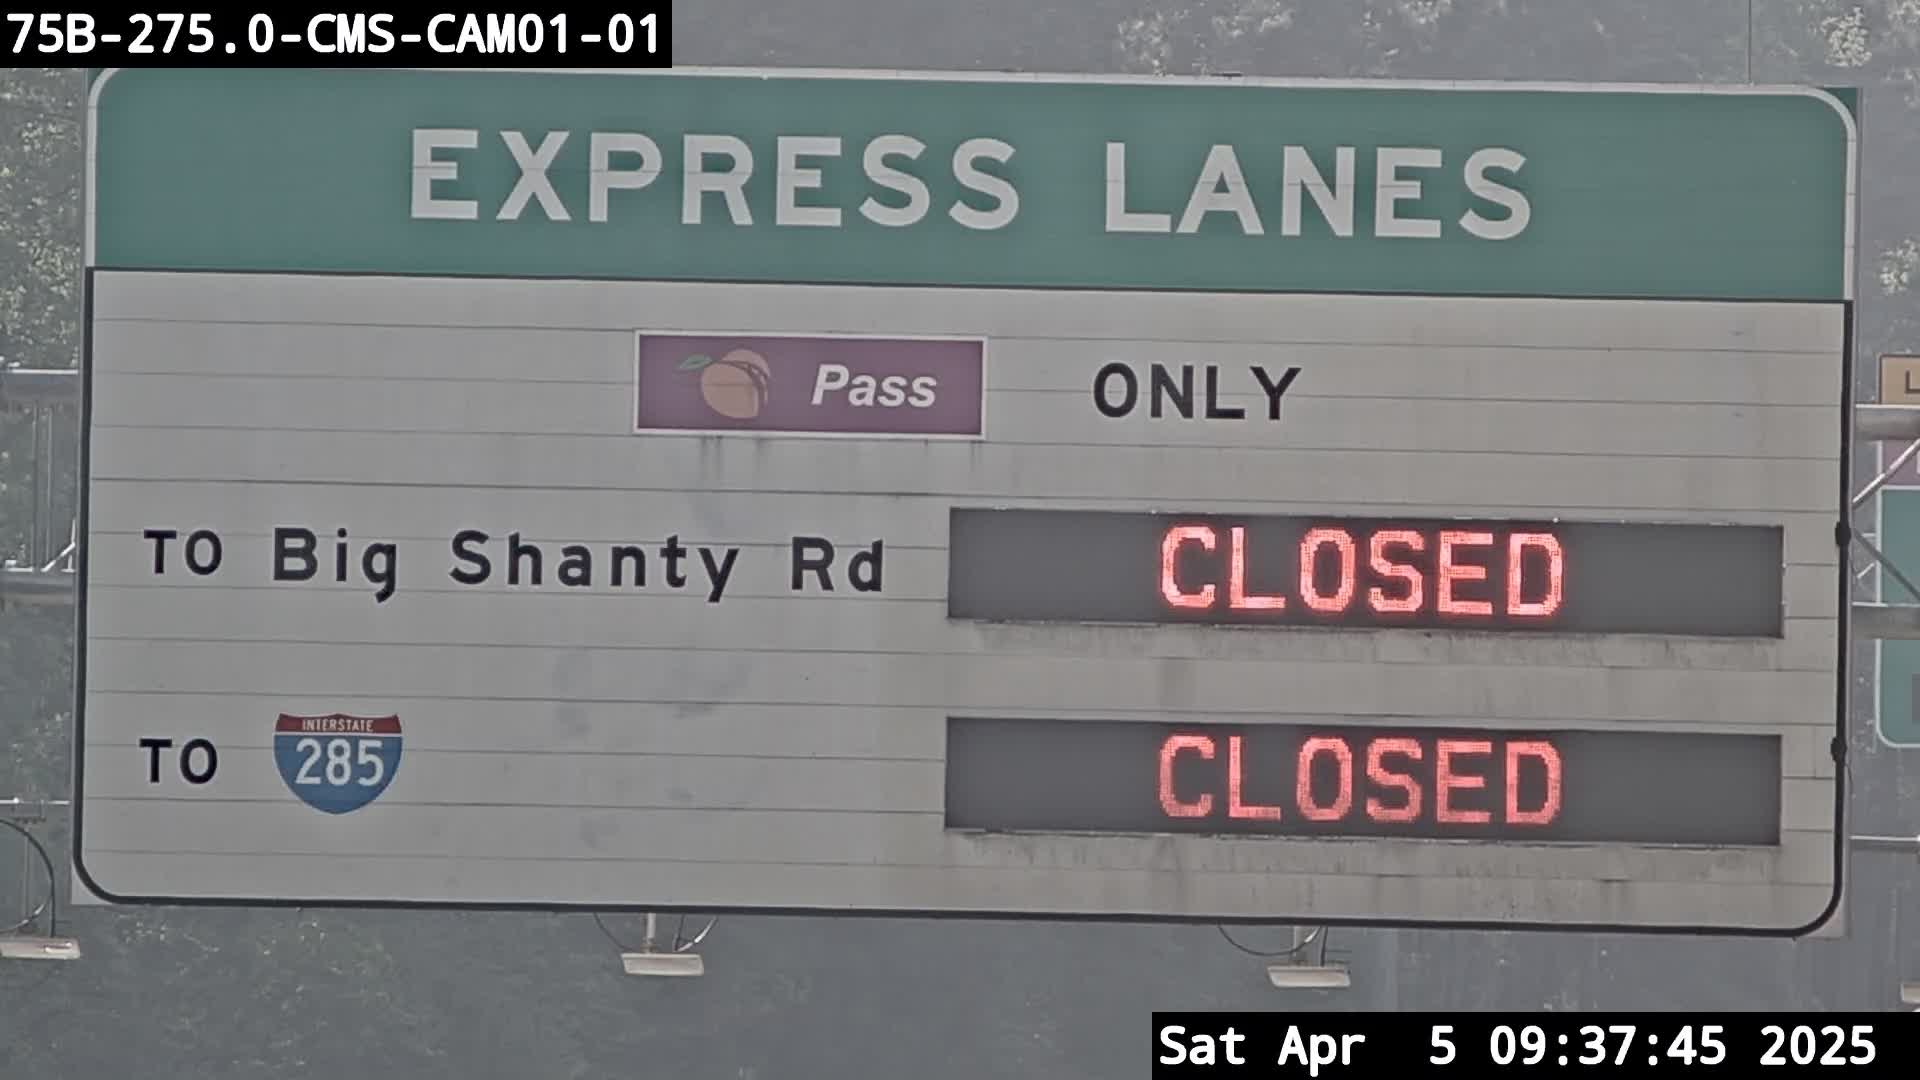 75B-275.0-CMS-CAM01-01
EXPRESS LANES
Pass ONLY
TO Big Shanty Rd CLOSED
TO INTERSTATE 285 CLOSED
Sat Apr 5 09:37:45 2025